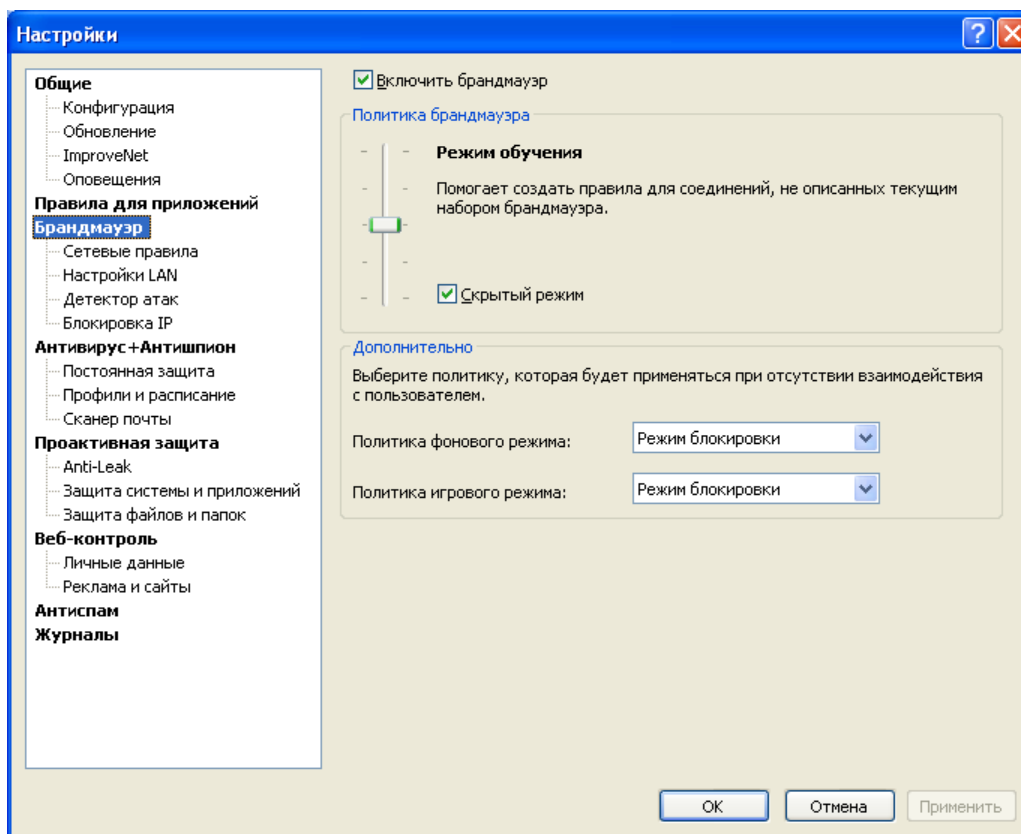 Настройки
Общие
Конфигурация
Обновление
ImproveNet
Оповещения
Правила для приложений
Брандмауэр
Сетевые правила
Настройки LAN
Детектор атак
Блокировка IP
Антивирус+Антишпион
Постоянная защита
Профили и расписание
Сканер почты
Проактивная защита
Anti-Leak
Защита системы и приложений
Защита файлов и папок
Веб-контроль
Личные данные
Реклама и сайты
Антиспам
Журналы
Включить брандмауэр
Политика брандмауэра
Режим обучения
Помогает создать правила для соединений, не описанных текущим
набором брандмауэра.
Скрытый режим
Дополнительно
Выберите политику, которая будет применяться при отсутствии взаимодействия
с пользователем.
Политика фонового режима:
Режим блокировки
Политика игрового режима:
Режим блокировки
OK
Отмена
Применить